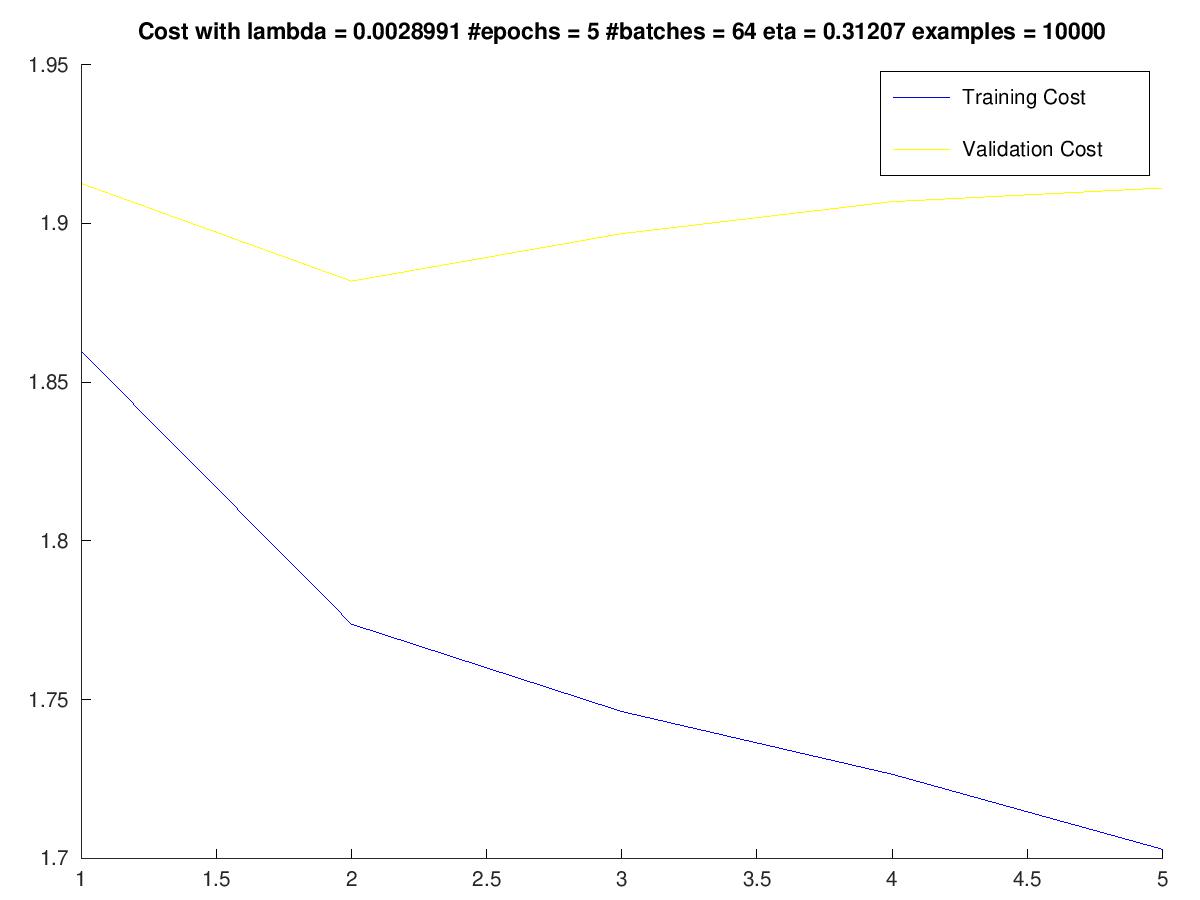 Cost with lambda = 0.0028991 #epochs = 5 #batches = 64 eta = 0.31207 examples = 10000
1.95
Training Cost
Validation Cost
1.9
1.85
1.8
1.75
1.7
1 1.5 2 2.5 3 3.5 4 4.5 5